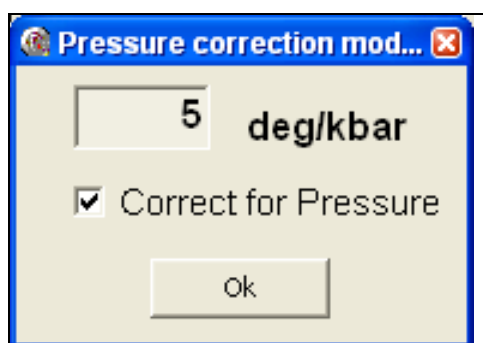 Pressure correction mod...
5 deg/kbar
Correct for Pressure
Ok